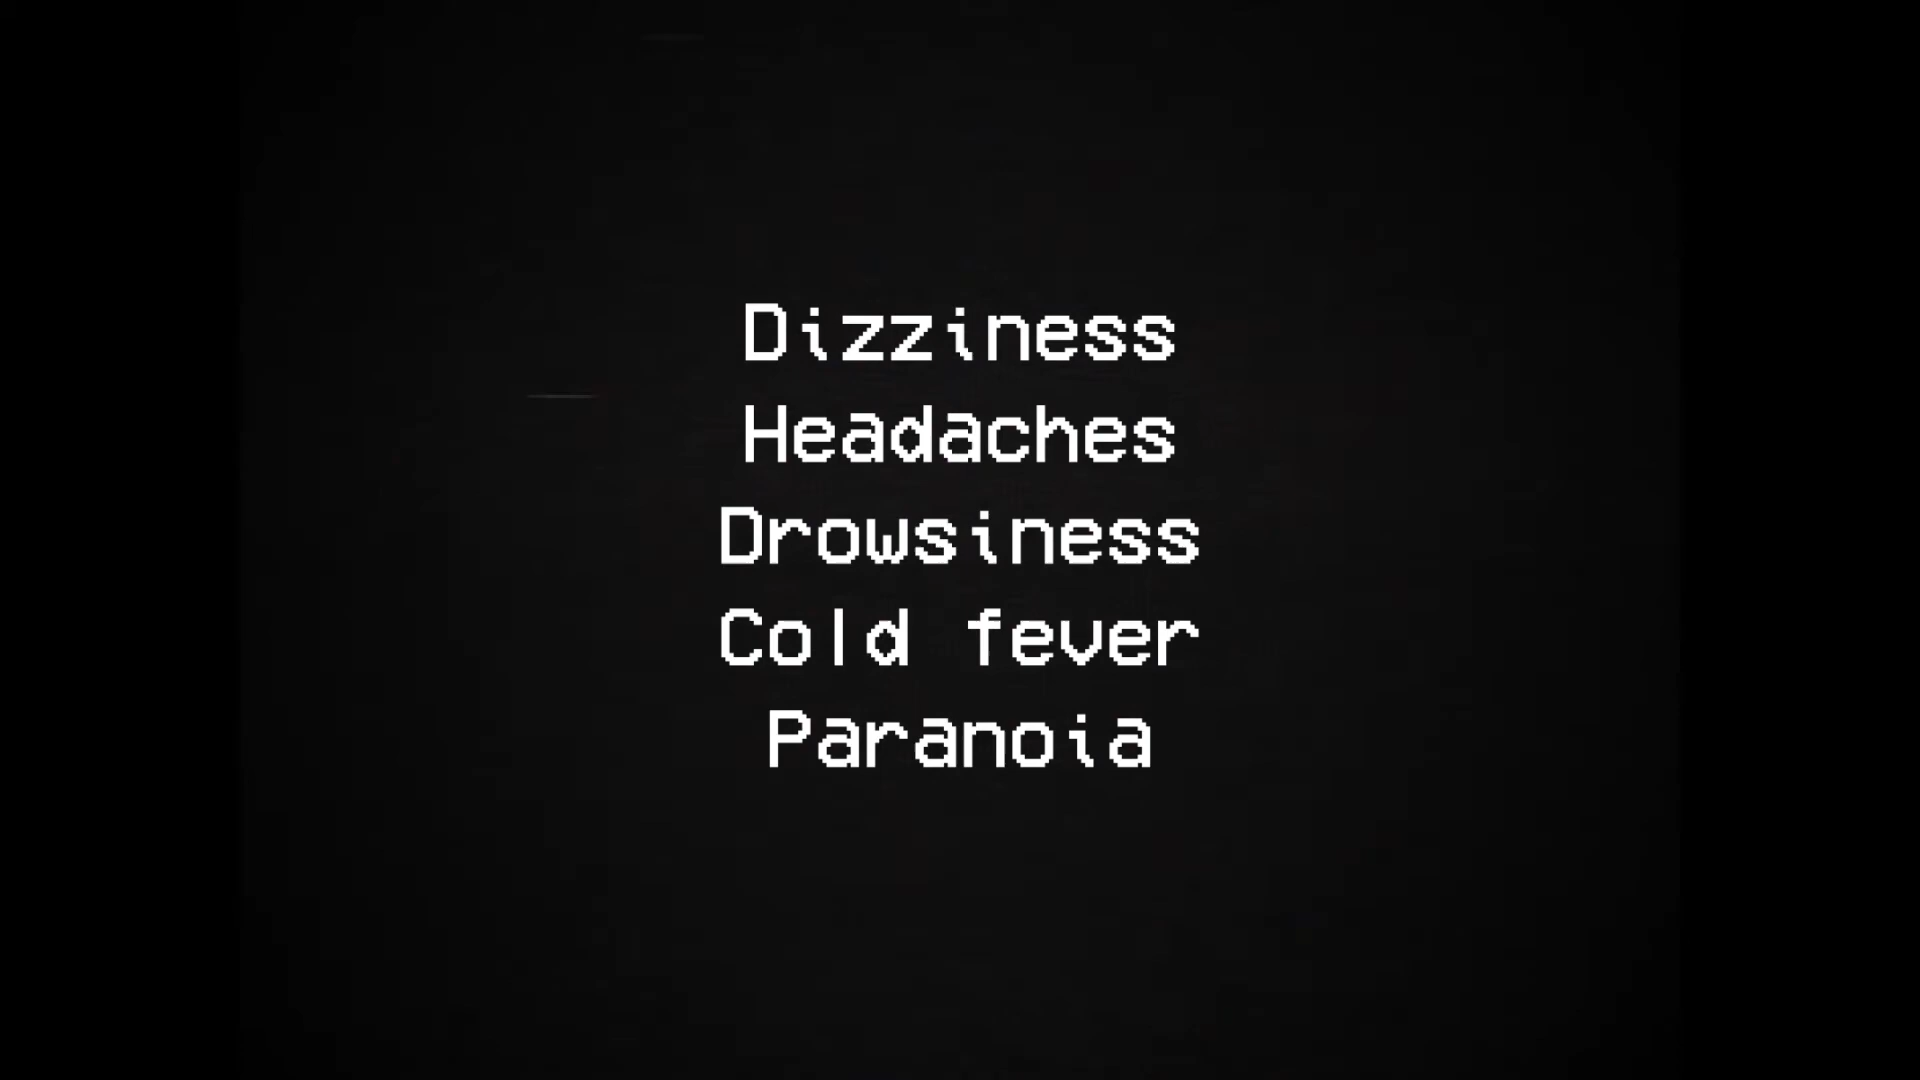 Dizziness
Headaches
Drowsiness
Cold fever
Paranoia